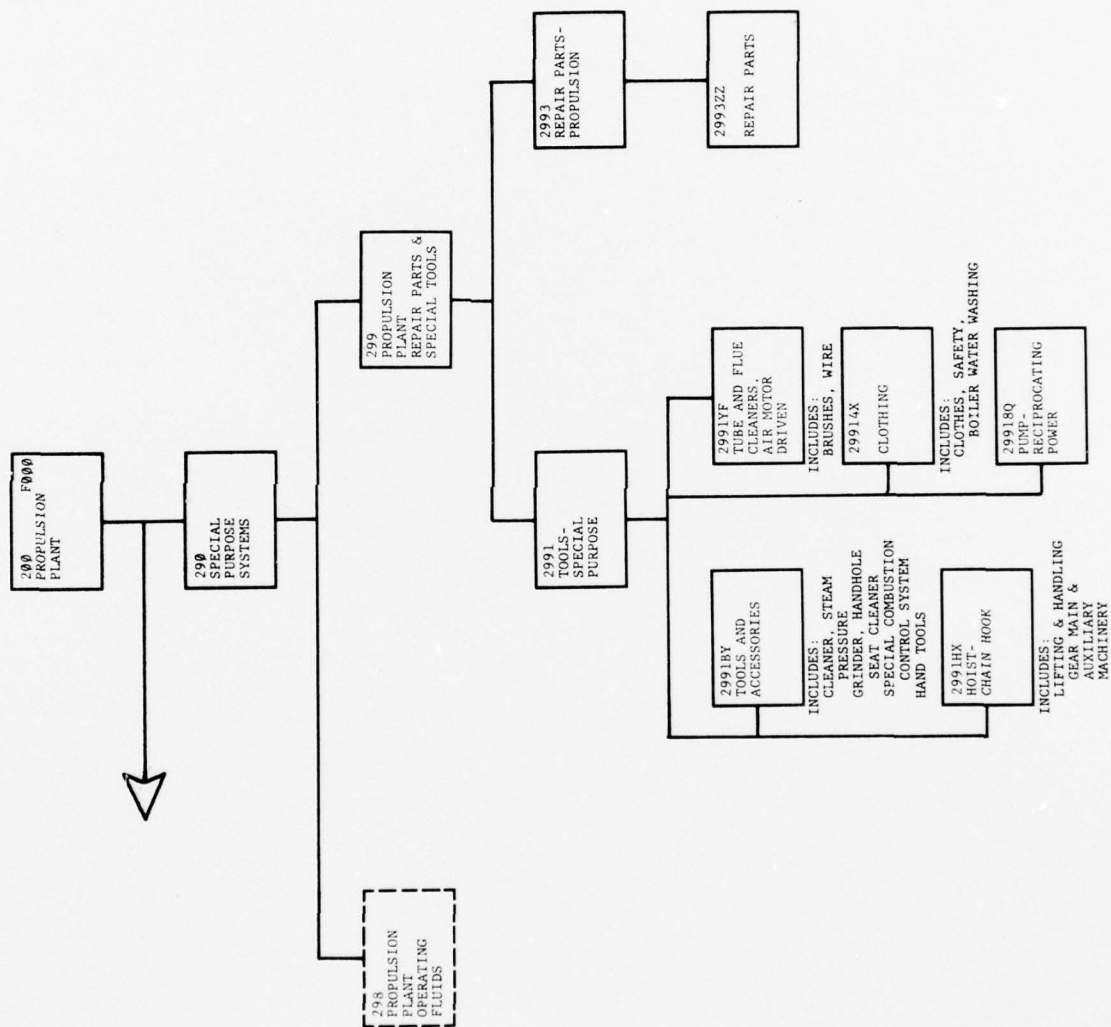 200 F000
PROPULSION
PLANT
290
SPECIAL
PURPOSE
SYSTEMS
298
PROPULSION
PLANT
OPERATING
FLUIDS
299
PROPULSION
PLANT
REPAIR PARTS &
SPECIAL TOOLS
2991
TOOLS-
SPECIAL
PURPOSE
2993
REPAIR PARTS-
PROPULSION
2991BY
TOOLS AND
ACCESSORIES
INCLUDES:
CLEANER, STEAM
PRESSURE
GRINDER, HANDHOLE
SEAT CLEANER
SPECIAL COMBUSTION
CONTROL SYSTEM
HAND TOOLS
2991HX
HOIST-
CHAIN HOOK
INCLUDES:
LIFTING & HANDLING
GEAR MAIN &
AUXILIARY
MACHINERY
2991YF
TUBE AND FLUE
CLEANERS,
AIR MOTOR
DRIVEN
INCLUDES:
BRUSHES, WIRE
29914X
CLOTHING
INCLUDES:
CLOTHES, SAFETY,
BOILER WATER WASHING
29918Q
PUMP-
RECIPROCATING
POWER
2993ZZ
REPAIR PARTS